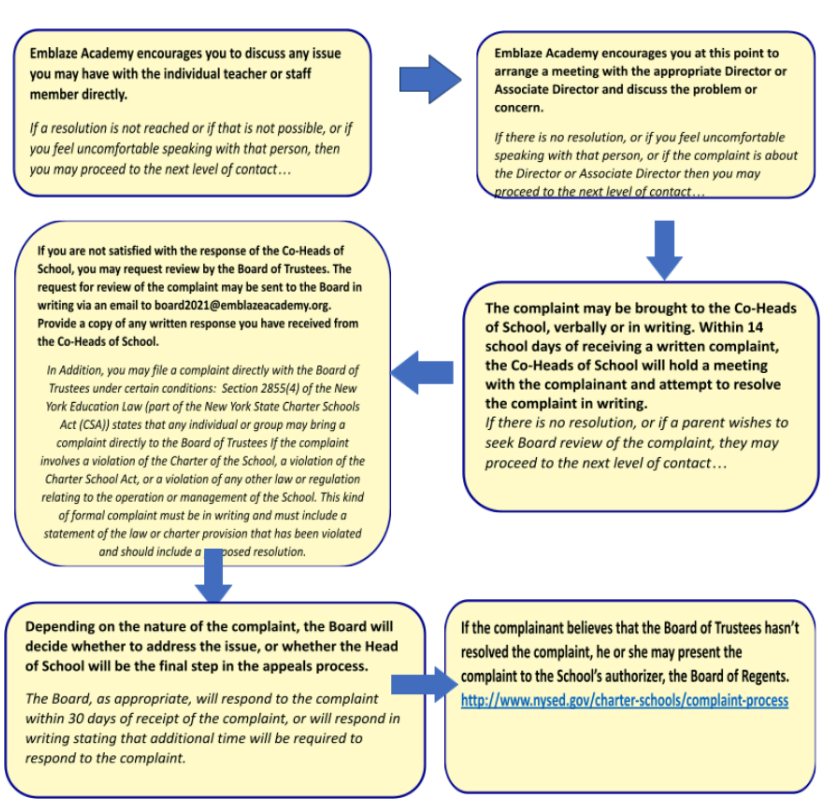 Emblaze Academy encourages you to discuss any issue
you may have with the individual teacher or staff
member directly.
If a resolution is not reached or if that is not possible, or if
you feel uncomfortable speaking with that person, then
you may proceed to the next level of contact…
Emblaze Academy encourages you at this point to
arrange a meeting with the appropriate Director or
Associate Director and discuss the problem or
concern.
If there is no resolution, or if you feel uncomfortable
speaking with that person, or if the complaint is about
the Director or Associate Director then you may
proceed to the next level of contact…
The complaint may be brought to the Co-Heads
of School, verbally or in writing. Within 14
school days of receiving a written complaint,
the Co-Heads of School will hold a meeting
with the complainant and attempt to resolve
the complaint in writing.
If there is no resolution, or if a parent wishes to
seek Board review of the complaint, they may
proceed to the next level of contact…
If you are not satisfied with the response of the Co-Heads of
School, you may request review by the Board of Trustees. The
request for review of the complaint may be sent to the Board in
writing via an email to board2021@emblazeacademy.org.
Provide a copy of any written response you have received from
the Co-Heads of School.
In Addition, you may file a complaint directly with the Board of
Trustees under certain conditions: Section 2855(4) of the New
York Education Law (part of the New York State Charter Schools
Act (CSA)) states that any individual or group may bring a
complaint directly to the Board of Trustees If the complaint
involves a violation of the Charter of the School, a violation of the
Charter School Act, or a violation of any other law or regulation
relating to the operation or management of the School. This kind
of formal complaint must be in writing and must include a
statement of the law or charter provision that has been violated
and should include a resolution.
Depending on the nature of the complaint, the Board will
decide whether to address the issue, or whether the Head
of School will be the final step in the appeals process.
The Board, as appropriate, will respond to the complaint
within 30 days of receipt of the complaint, or will respond in
writing stating that additional time will be required to
respond to the complaint.
If the complainant believes that the Board of Trustees hasn't
resolved the complaint, he or she may present the
complaint to the School's authorizer, the Board of Regents.
http://www.nysed.gov/charter-schools/complaint-process